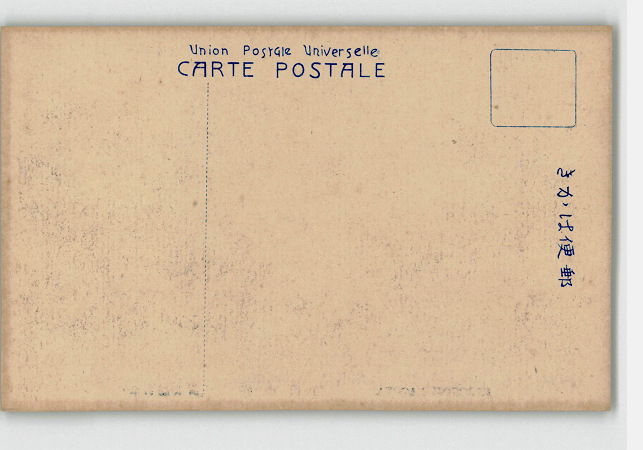 Union Postale Universelle
CARTE POSTALE
きかは便郵